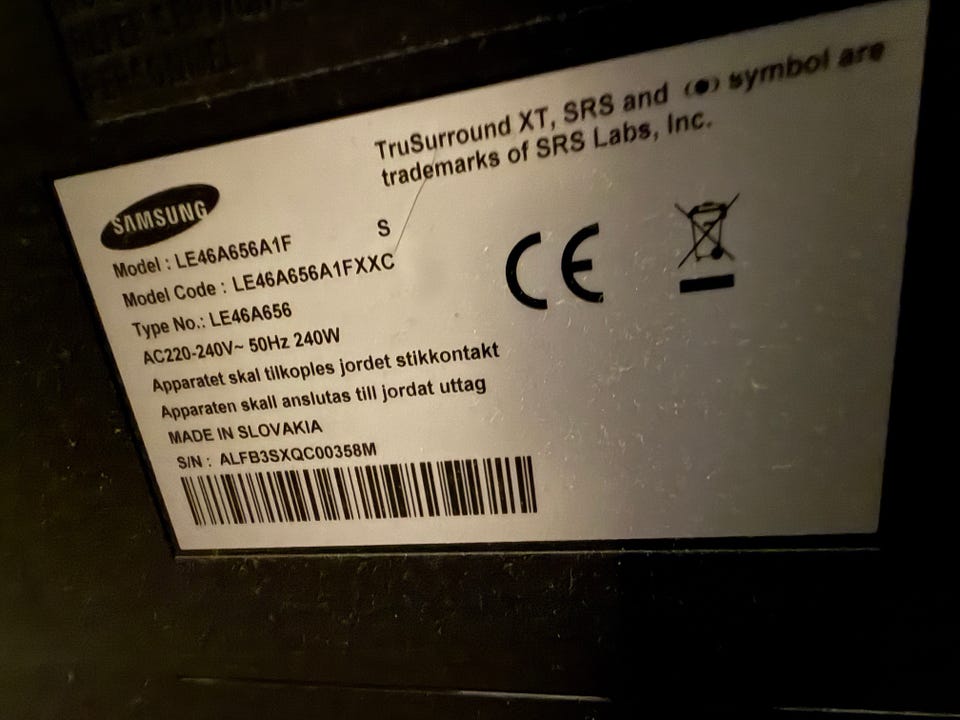 TruSurround XT, SRS and (●) symbol are
trademarks of SRS Labs, Inc.
SAMSUNG
S
Model : LE46A656A1F
Model Code : LE46A656A1FXXC
Type No.: LE46A656
AC220-240V~ 50Hz 240W
Apparatet skal tilkoples jordet stikkontakt
Apparaten skall anslutas till jordat uttag
MADE IN SLOVAKIA
S/N : ALFB3SXQC00358M
CE